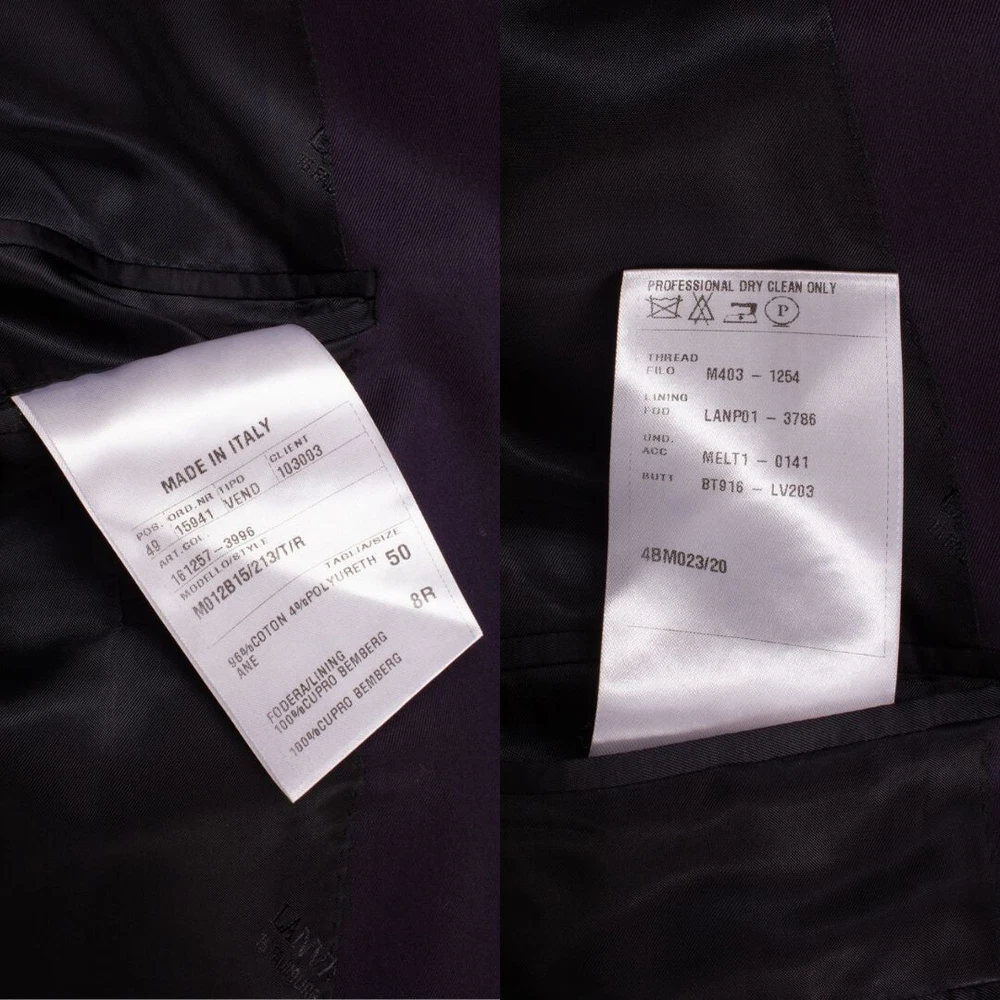 MADE IN ITALY
POS. ORD.NR TIPO CLIENT
49 15941 VEND 103003
ART.COL.
161257-3996
MODELLO/STYLE TAGLIA/SIZE
M012B15/213/T/R 50
96%COTON 4%POLYURETH 8R
ANE
FODERA/LINING
100%CUPRO BEMBERG
100%CUPRO BEMBERG
PROFESSIONAL DRY CLEAN ONLY
P
THREAD
FILO M403 - 1254
LINING
FOD LANP01 - 3786
UND.
ACC MELT1 - 0141
BUTT BT916 - LV203
4BM023/20